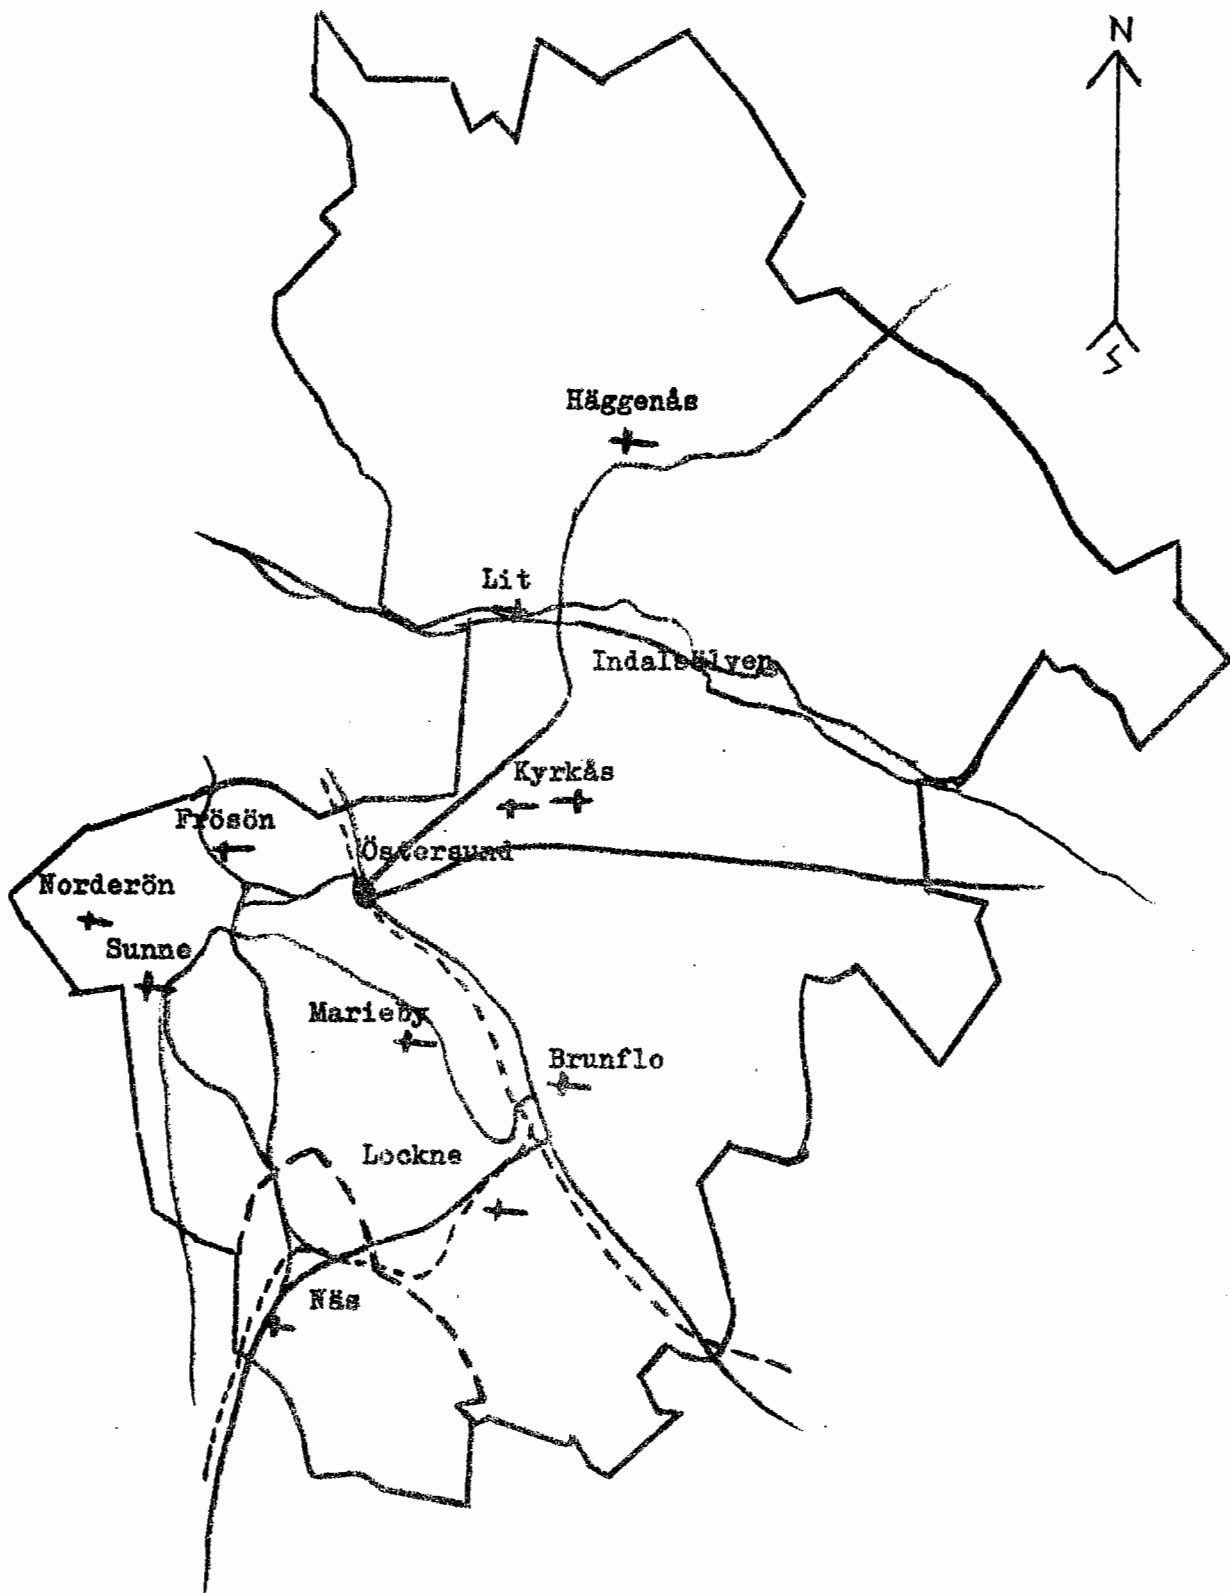 N
S
Häggenås
Lit
Indalsälven
Kyrkås
Frösön
Östersund
Norderön
Sunne
Marieby
Brunflo
Lockne
Näs